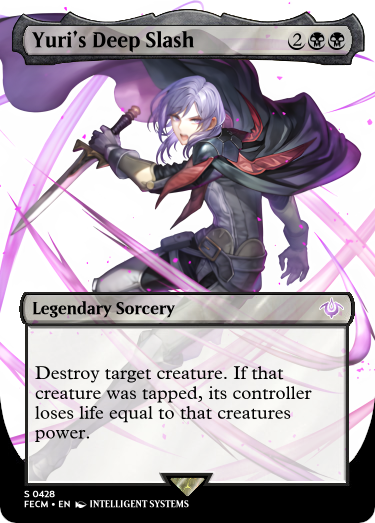 Yuri's Deep Slash 2
Legendary Sorcery
Destroy target creature. If that
creature was tapped, its controller
loses life equal to that creatures
power.
S 0428
FECM • EN INTELLIGENT SYSTEMS